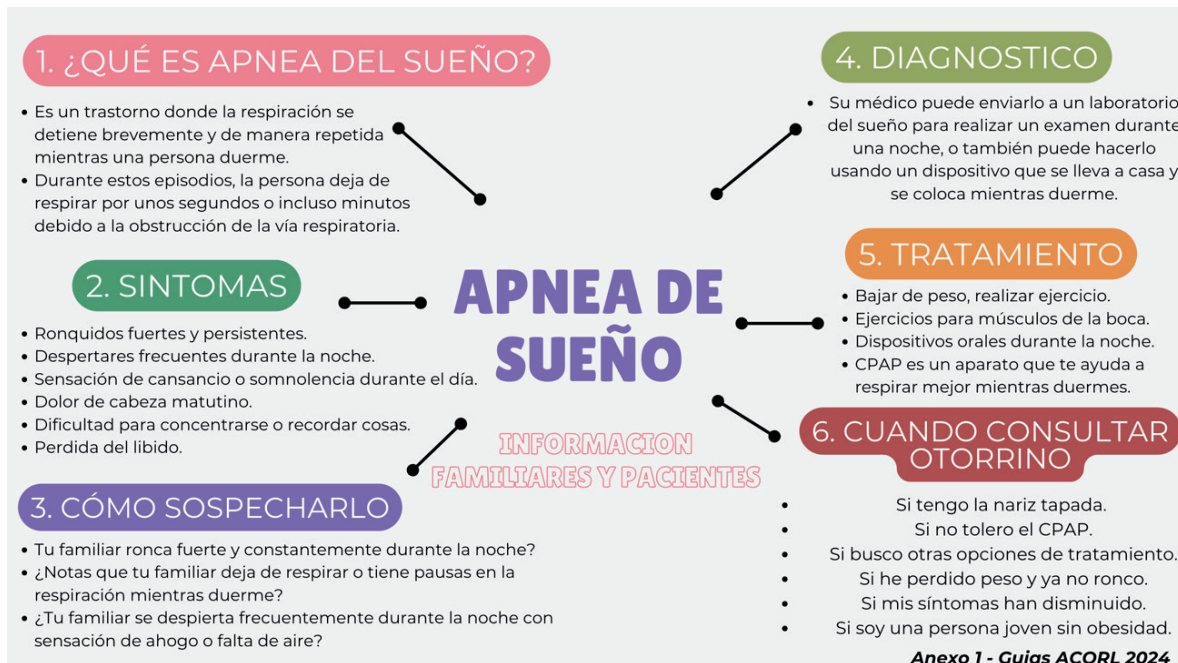 1. ¿QUÉ ES APNEA DEL SUEÑO?
• Es un trastorno donde la respiración se
detiene brevemente y de manera repetida
mientras una persona duerme.
• Durante estos episodios, la persona deja de
respirar por unos segundos o incluso minutos
debido a la obstrucción de la vía respiratoria.
2. SINTOMAS
• Ronquidos fuertes y persistentes.
• Despertares frecuentes durante la noche.
• Sensación de cansancio o somnolencia durante el día.
• Dolor de cabeza matutino.
• Dificultad para concentrarse o recordar cosas.
• Perdida del libido.
3. CÓMO SOSPECHARLO
• Tu familiar ronca fuerte y constantemente durante la noche?
• ¿Notas que tu familiar deja de respirar o tiene pausas en la
respiración mientras duerme?
• ¿Tu familiar se despierta frecuentemente durante la noche con
sensación de ahogo o falta de aire?
APNEA DE
SUEÑO
INFORMACION
FAMILIARES Y PACIENTES
4. DIAGNOSTICO
• Su médico puede enviarlo a un laboratorio
del sueño para realizar un examen durante
una noche, o también puede hacerlo
usando un dispositivo que se lleva a casa y
se coloca mientras duerme.
5. TRATAMIENTO
• Bajar de peso, realizar ejercicio.
• Ejercicios para músculos de la boca.
• Dispositivos orales durante la noche.
• CPAP es un aparato que te ayuda a
respirar mejor mientras duermes.
6. CUANDO CONSULTAR
OTORRINO
• Si tengo la nariz tapada.
• Si no tolero el CPAP.
• Si busco otras opciones de tratamiento.
• Si he perdido peso y ya no ronco.
• Si mis síntomas han disminuido.
• Si soy una persona joven sin obesidad.
Anexo 1 - Guias ACORL 2024